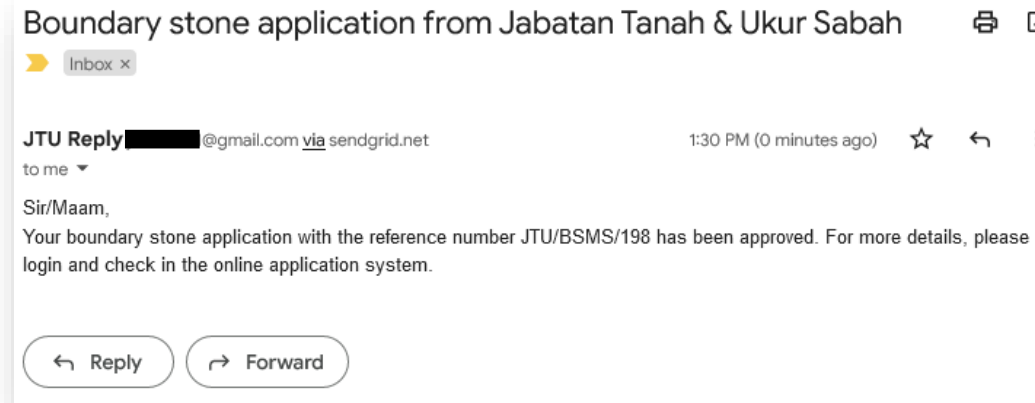 Boundary stone application from Jabatan Tanah & Ukur Sabah
Inbox ×
JTU Reply @gmail.com via sendgrid.net 1:30 PM (0 minutes ago)
to me
Sir/Maam,
Your boundary stone application with the reference number JTU/BSMS/198 has been approved. For more details, please
login and check in the online application system.
Reply Forward